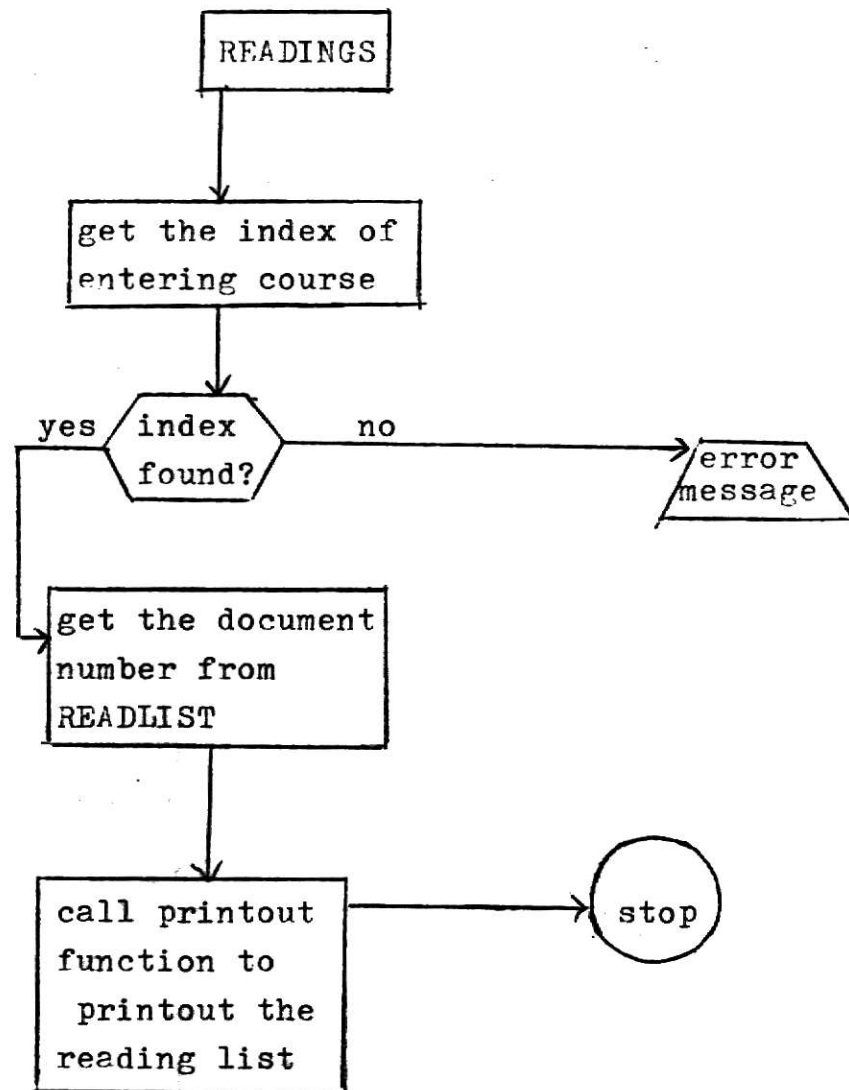 READINGS
get the index of
entering course
yes
index
found?
no
error
message
get the document
number from
READLIST
call printout
function to
printout the
reading list
stop